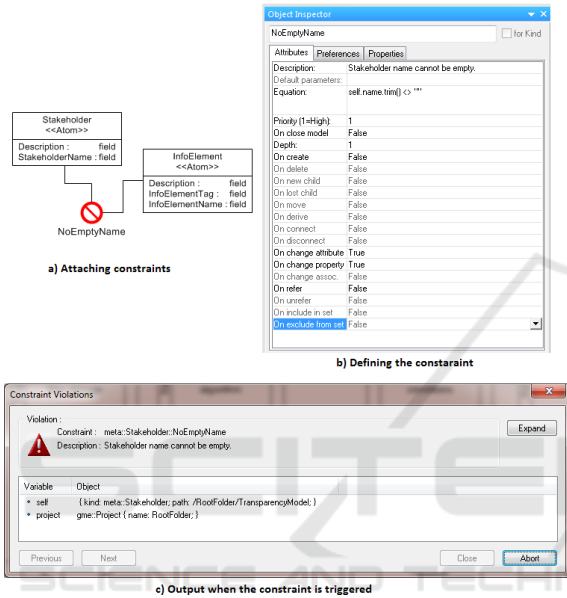 Stakeholder
<<Atom>>
Description : field
StakeholderName : field
InfoElement
<<Atom>>
Description : field
InfoElementTag : field
InfoElementName : field
NoEmptyName
a) Attaching constraints
Object Inspector
NoEmptyName
for Kind
Attributes Preferences Properties
Description: Stakeholder name cannot be empty.
Default parameters:
Equation: self.name.trim() <> ""
Priority (1=High): 1
On close model False
Depth: 1
On create False
On delete False
On new child False
On lost child False
On move False
On derive False
On connect False
On disconnect False
On change attribute True
On change property True
On change assoc. False
On refer False
On unrefer False
On include in set False
On exclude from set False
b) Defining the constaraint
Constraint Violations
Violation :
Constraint : meta::Stakeholder::NoEmptyName
Description : Stakeholder name cannot be empty.
Expand
Variable Object
self { kind: meta::Stakeholder; path: /RootFolder/TransparencyModel; }
project gme::Project { name: RootFolder; }
Previous Next Close Abort
c) Output when the constraint is triggered
SCITE
SCIENCE AND TECH